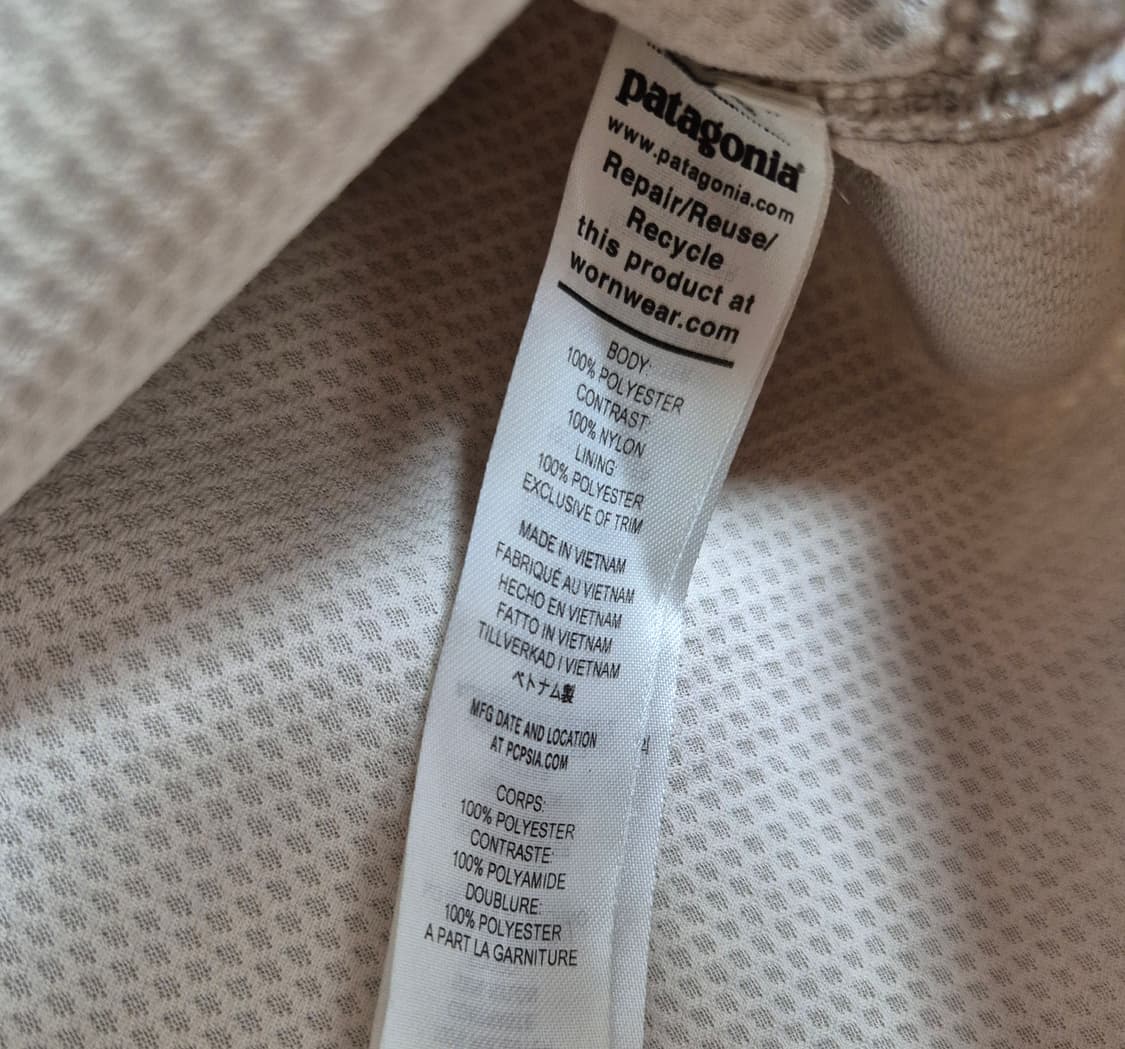 patagonia®
www.patagonia.com
Repair/Reuse/
Recycle
this product at
wornwear.com
BODY:
100% POLYESTER
CONTRAST:
100% NYLON
LINING:
100% POLYESTER
EXCLUSIVE OF TRIM
MADE IN VIETNAM
FABRIQUÉ AU VIETNAM
HECHO EN VIETNAM
FATTO IN VIETNAM
TILLVERKAD I VIETNAM
ベトナム製
MFG DATE AND LOCATION
AT PCPSIA.COM
CORPS:
100% POLYESTER
CONTRASTE:
100% POLYAMIDE
DOUBLURE:
100% POLYESTER
A PART LA GARNITURE